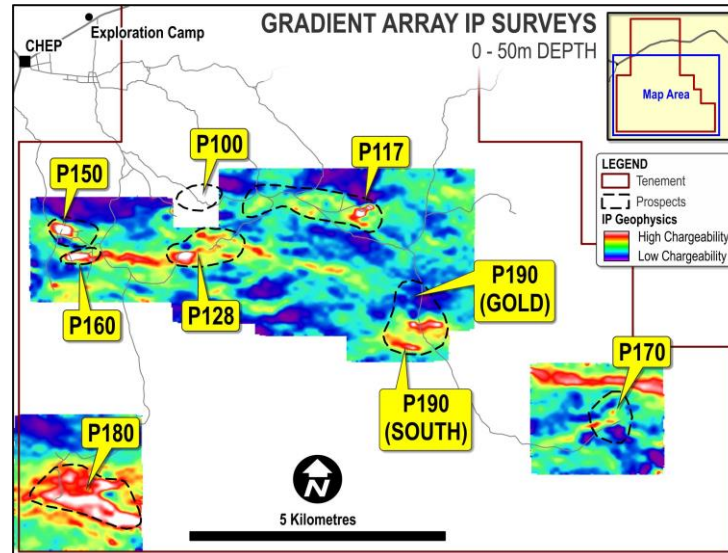 GRADIENT ARRAY IP SURVEYS
0 - 50m DEPTH
Exploration Camp
CHEP
Map Area
P100
P117
P150
LEGEND
Tenement
Prospects
IP Geophysics
High Chargeability
Low Chargeability
P160
P128
P190
(GOLD)
P170
P190
(SOUTH)
P180
N
5 Kilometres